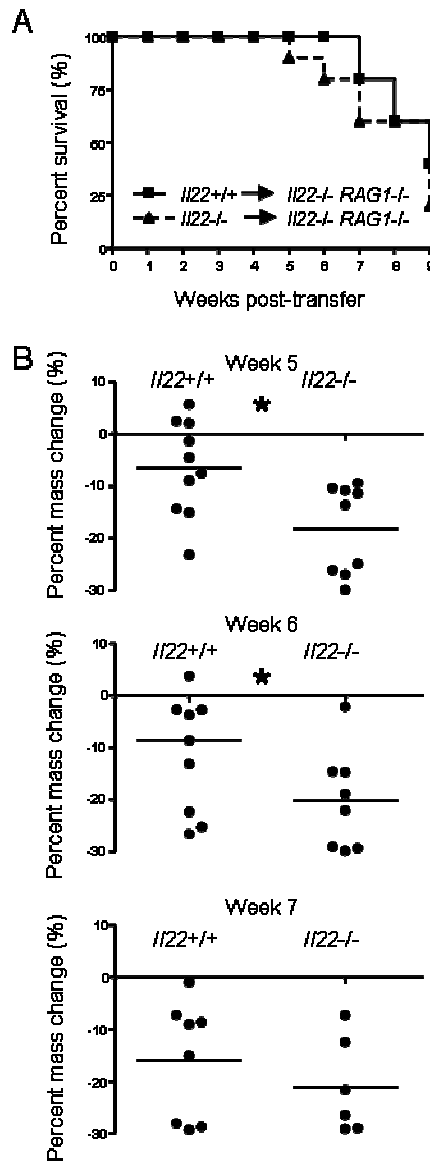 A
Percent survival (%)
100
75
60
25
0
Il22+/+ Il22-/- RAG1-/-
Il22-/- Il22-/- RAG1-/-
0 1 2 3 4 5 6 7 8 9
Weeks post-transfer
B
Week 5
Il22+/+ * Il22-/-
Percent mass change (%)
10
0
-10
-20
-30
Week 6
Il22+/+ * Il22-/-
Percent mass change (%)
10
0
-10
-20
-30
Week 7
Il22+/+ Il22-/-
Percent mass change (%)
10
0
-10
-20
-30